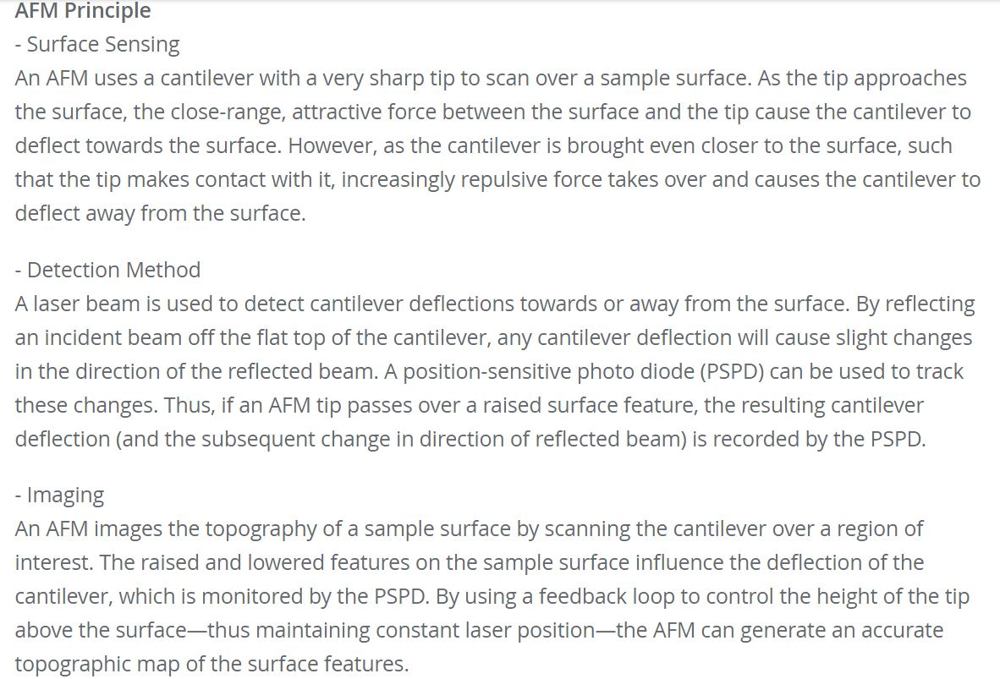 AFM Principle
- Surface Sensing
An AFM uses a cantilever with a very sharp tip to scan over a sample surface. As the tip approaches
the surface, the close-range, attractive force between the surface and the tip cause the cantilever to
deflect towards the surface. However, as the cantilever is brought even closer to the surface, such
that the tip makes contact with it, increasingly repulsive force takes over and causes the cantilever to
deflect away from the surface.
- Detection Method
A laser beam is used to detect cantilever deflections towards or away from the surface. By reflecting
an incident beam off the flat top of the cantilever, any cantilever deflection will cause slight changes
in the direction of the reflected beam. A position-sensitive photo diode (PSPD) can be used to track
these changes. Thus, if an AFM tip passes over a raised surface feature, the resulting cantilever
deflection (and the subsequent change in direction of reflected beam) is recorded by the PSPD.
- Imaging
An AFM images the topography of a sample surface by scanning the cantilever over a region of
interest. The raised and lowered features on the sample surface influence the deflection of the
cantilever, which is monitored by the PSPD. By using a feedback loop to control the height of the tip
above the surface—thus maintaining constant laser position—the AFM can generate an accurate
topographic map of the surface features.